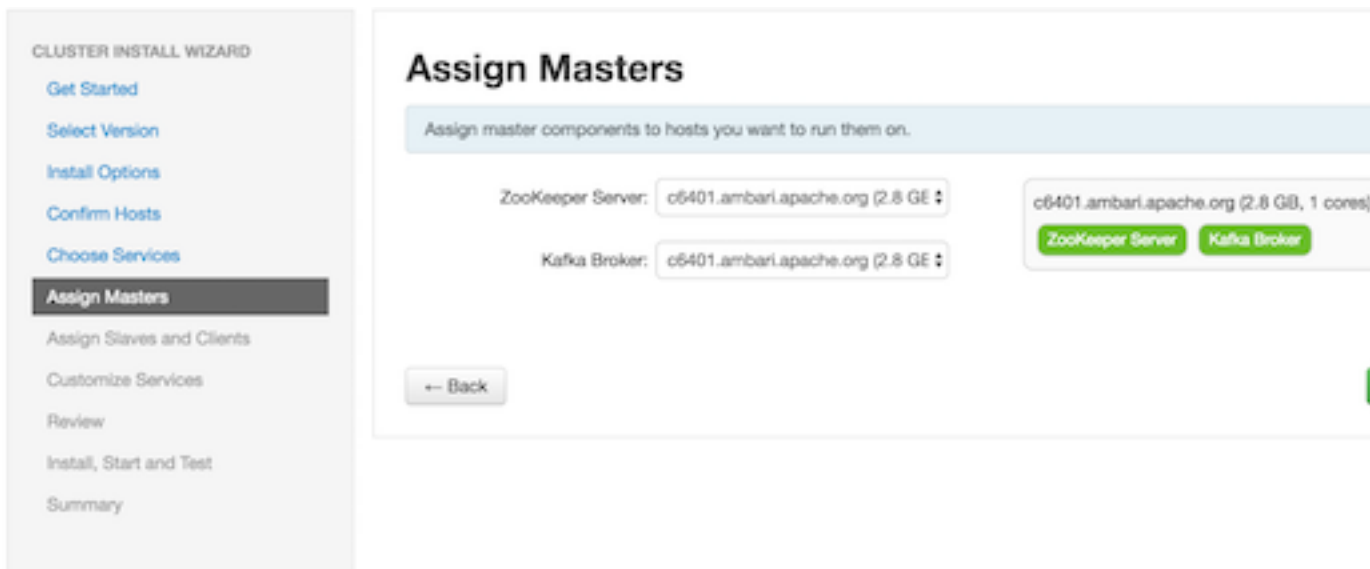 CLUSTER INSTALL WIZARD
Get Started
Select Version
Install Options
Confirm Hosts
Choose Services
Assign Masters
Assign Slaves and Clients
Customize Services
Review
Install, Start and Test
Summary
Assign Masters
Assign master components to hosts you want to run them on.
ZooKeeper Server: c6401.ambari.apache.org (2.8 GE
Kafka Broker: c6401.ambari.apache.org (2.8 GE
c6401.ambari.apache.org (2.8 GB, 1 cores)
ZooKeeper Server Kafka Broker
← Back